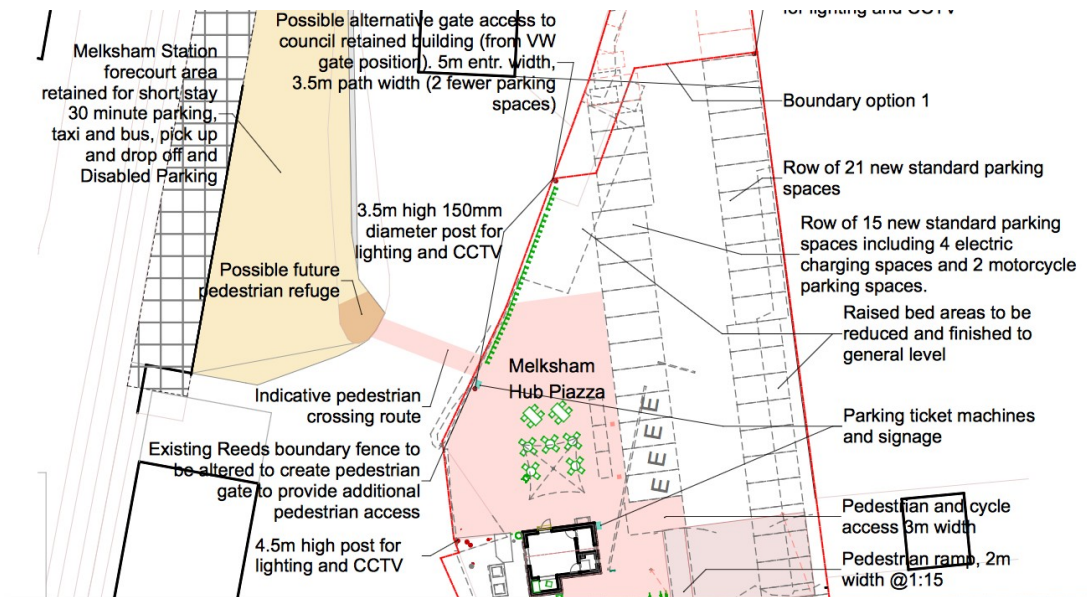 for lighting and CCTV
Possible alternative gate access to
council retained building (from VW
gate position). 5m entr. width,
3.5m path width (2 fewer parking
spaces)
Melksham Station
forecourt area
retained for short stay
30 minute parking,
taxi and bus, pick up
and drop off and
Disabled Parking
Boundary option 1
Row of 21 new standard parking
spaces
3.5m high 150mm
diameter post for
lighting and CCTV
Row of 15 new standard parking
spaces including 4 electric
charging spaces and 2 motorcycle
parking spaces.
Possible future
pedestrian refuge
Raised bed areas to be
reduced and finished to
general level
Melksham
Hub Piazza
Indicative pedestrian
crossing route
E E E E
Parking ticket machines
and signage
Existing Reeds boundary fence to
be altered to create pedestrian
gate to provide additional
pedestrian access
Pedestrian and cycle
access 3m width
4.5m high post for
lighting and CCTV
Pedestrian ramp, 2m
width @1:15